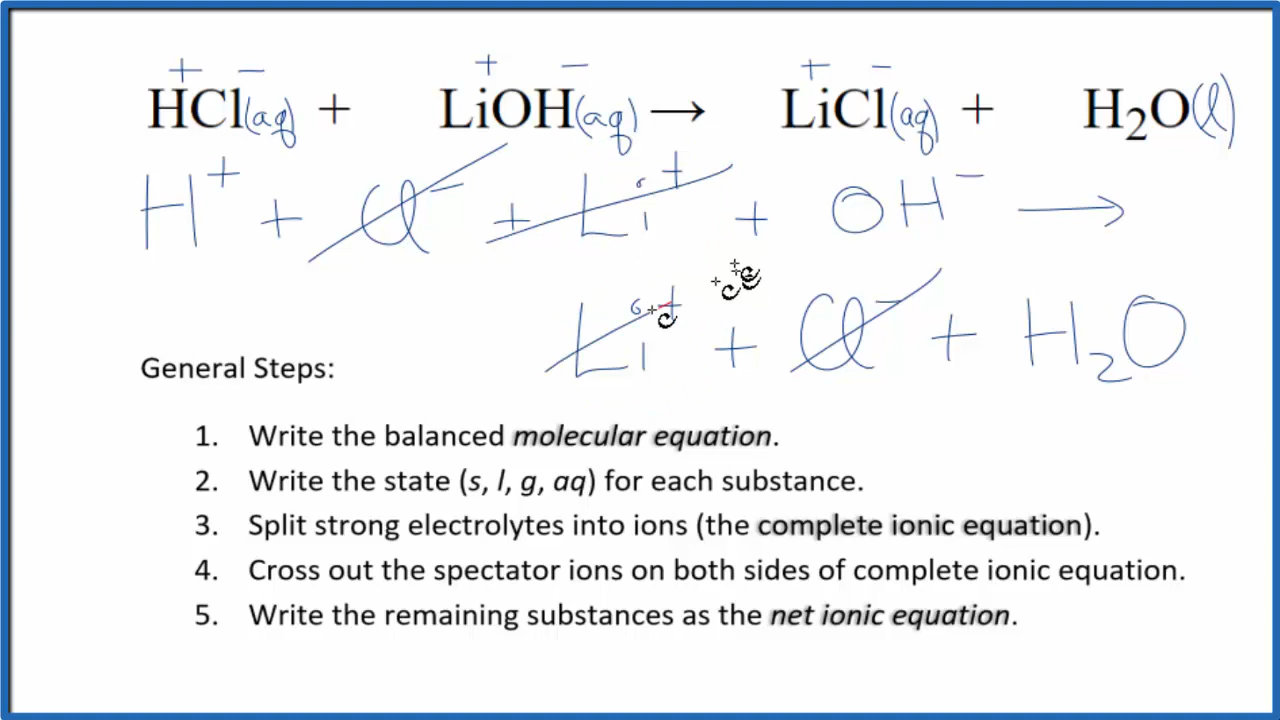 + − + − + −
HCl(aq) + LiOH(aq) → LiCl(aq) + H₂O(l)
H⁺ + Cl⁻ + Li⁺ + OH⁻ →
Li⁺ + Cl⁻ + H₂O
General Steps:
1. Write the balanced molecular equation.
2. Write the state (s, l, g, aq) for each substance.
3. Split strong electrolytes into ions (the complete ionic equation).
4. Cross out the spectator ions on both sides of complete ionic equation.
5. Write the remaining substances as the net ionic equation.